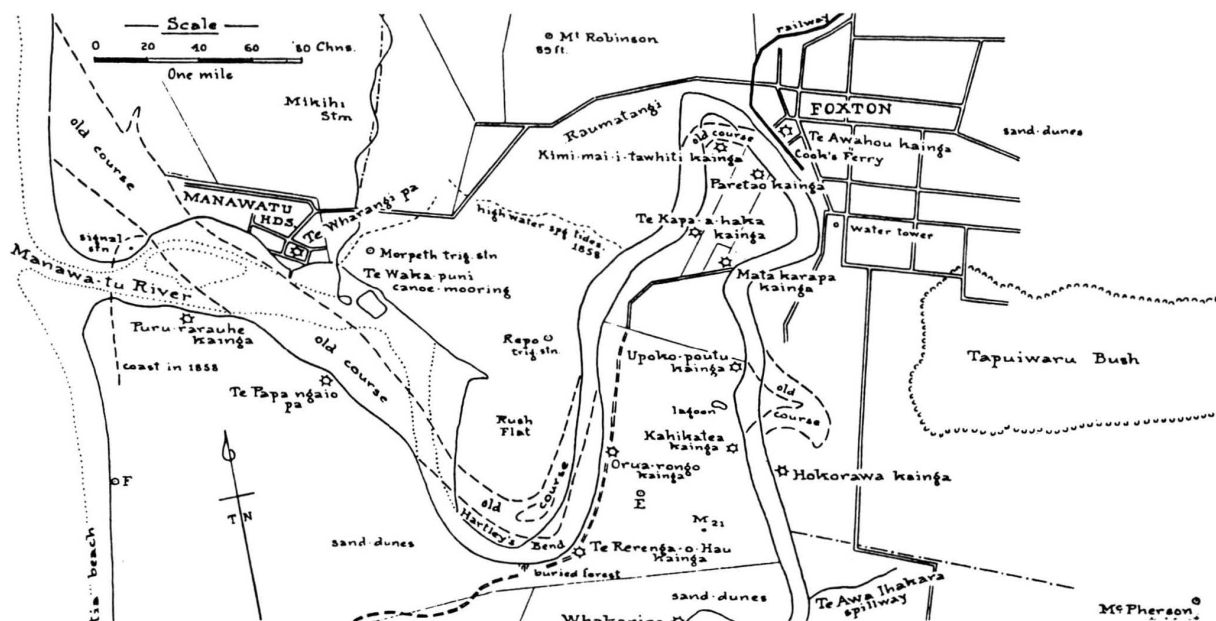 Scale
0 20 40 60 80 Chns.
One mile
Mt Robinson
89 ft.
railway
Mikihi
Stm
Raumatangi
FOXTON
sand-dunes
old course
old course
Te Awahou kainga
Kimi-mai-i-tawhiti kainga
Cook's Ferry
Paretao kainga
MANAWATU
HDS.
Te Wharangi pa
high water spg tides
1858
Te Kapa-a-haka
kainga
water tower
signal-
stn
Morpeth trig. stn
Manawa-tu River
Te Waka-puni
canoe-mooring
Mata karapa
kainga
Puru-rarauhe
kainga
old course
Repo
trig. stn.
Upoko-poutu
kainga
Tapuiwaru Bush
coast in 1858
Te Papa ngaio
pa
Rush
Flat
lagoon
old
course
Kahikatea
kainga
Orua-rongo
kainga
Hokorawa kainga
F
E
old
course
TN
Hartley's
Bend
M 21
sand-dunes
Te Rerenga-o-Hau
kainga
buried forest
beach
sand-dunes
Te Awa Ihakara
spillway
McPherson